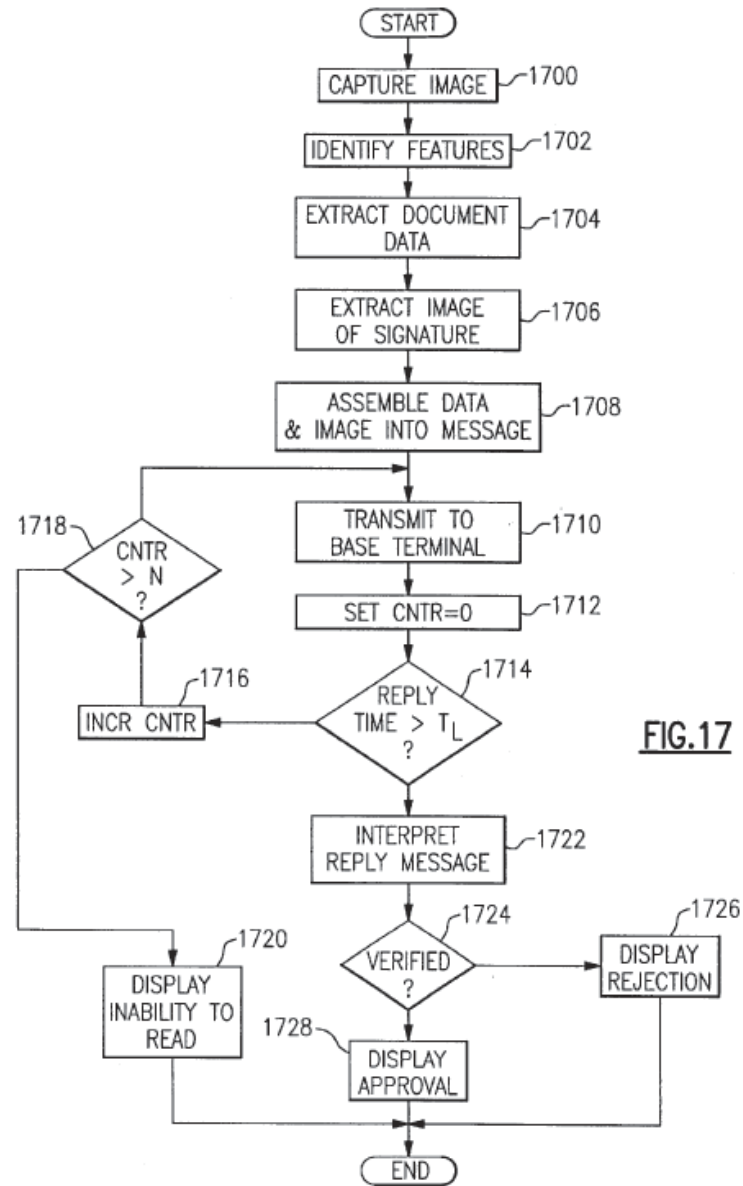 START
CAPTURE IMAGE
1700
IDENTIFY FEATURES
1702
EXTRACT DOCUMENT
DATA
1704
EXTRACT IMAGE
OF SIGNATURE
1706
ASSEMBLE DATA
& IMAGE INTO MESSAGE
1708
TRANSMIT TO
BASE TERMINAL
1710
1718
CNTR
> N
?
SET CNTR=0
1712
REPLY
TIME > TL
?
1714
1716
INCR CNTR
FIG.17
INTERPRET
REPLY MESSAGE
1722
VERIFIED
?
1724
1726
DISPLAY
REJECTION
1720
DISPLAY
INABILITY TO
READ
1728
DISPLAY
APPROVAL
END